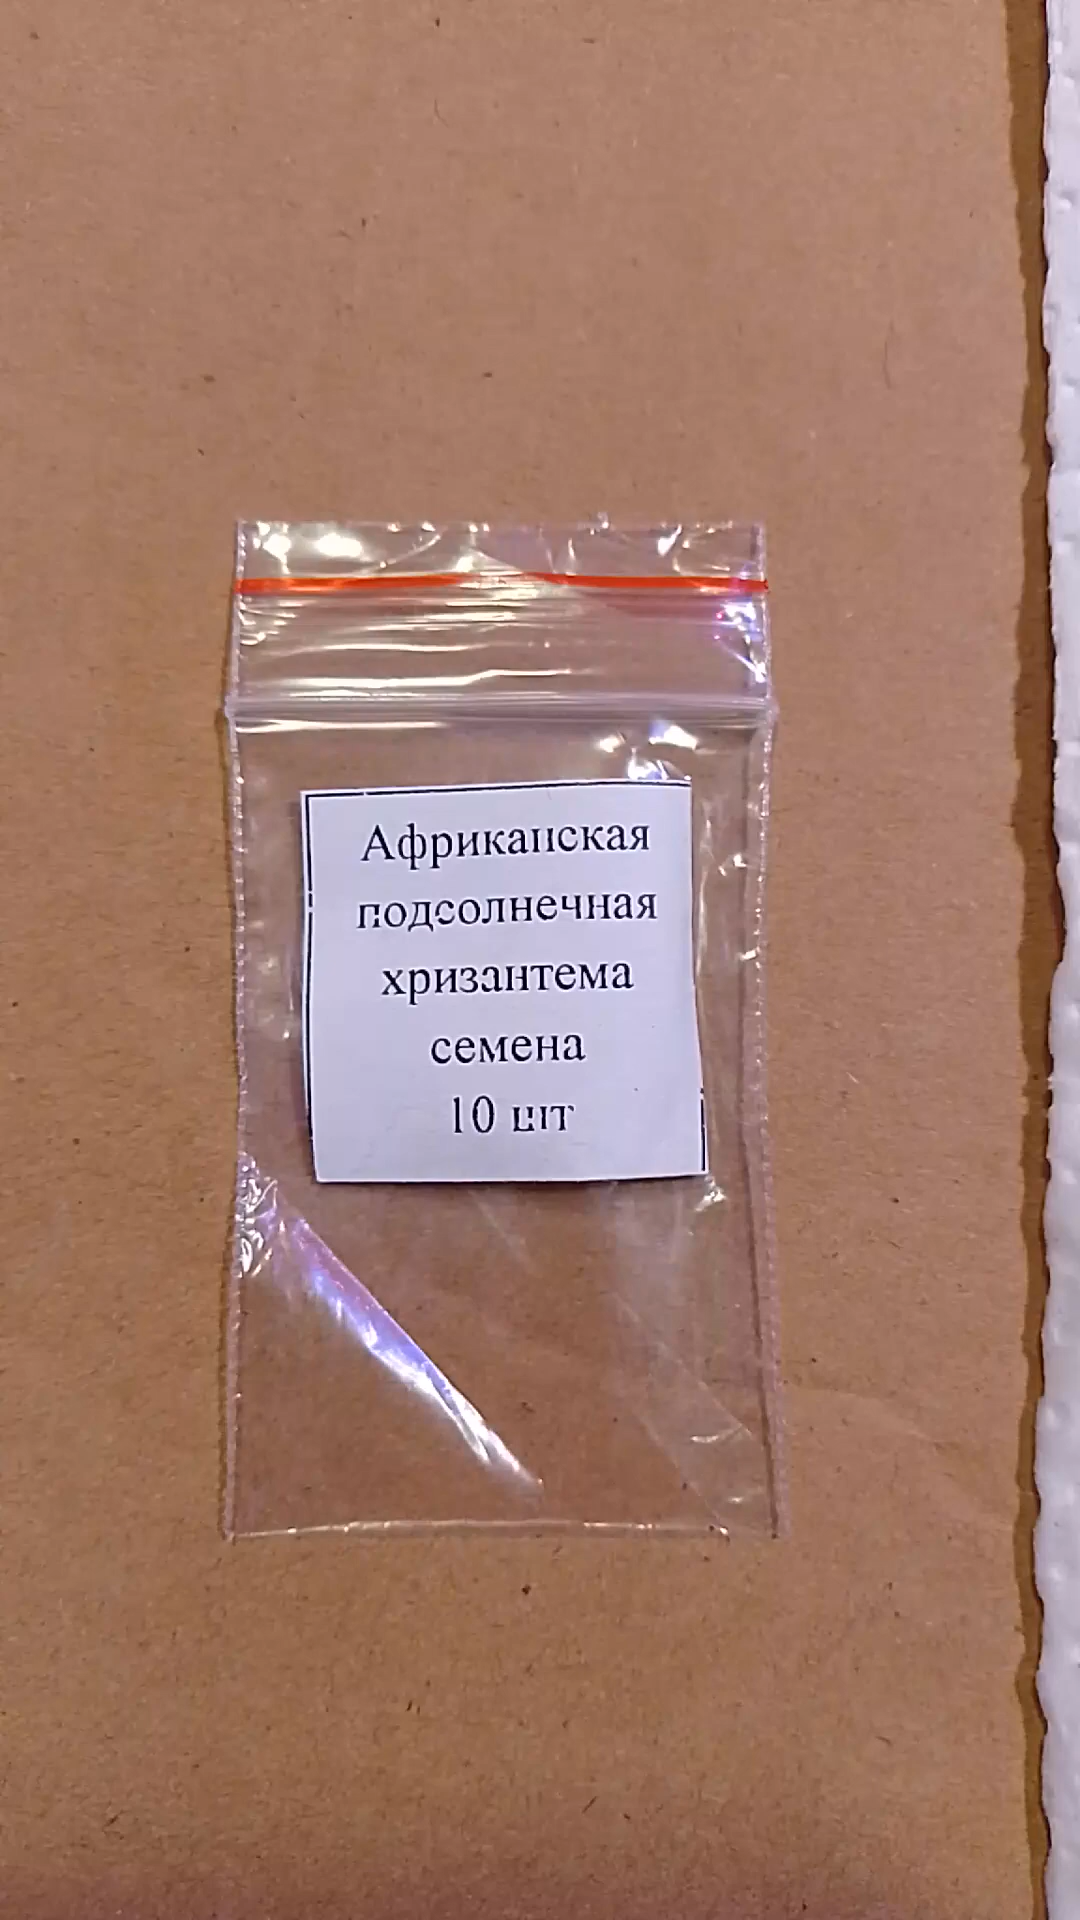 Африканская
подсолнечная
хризантема
семена
10 шт